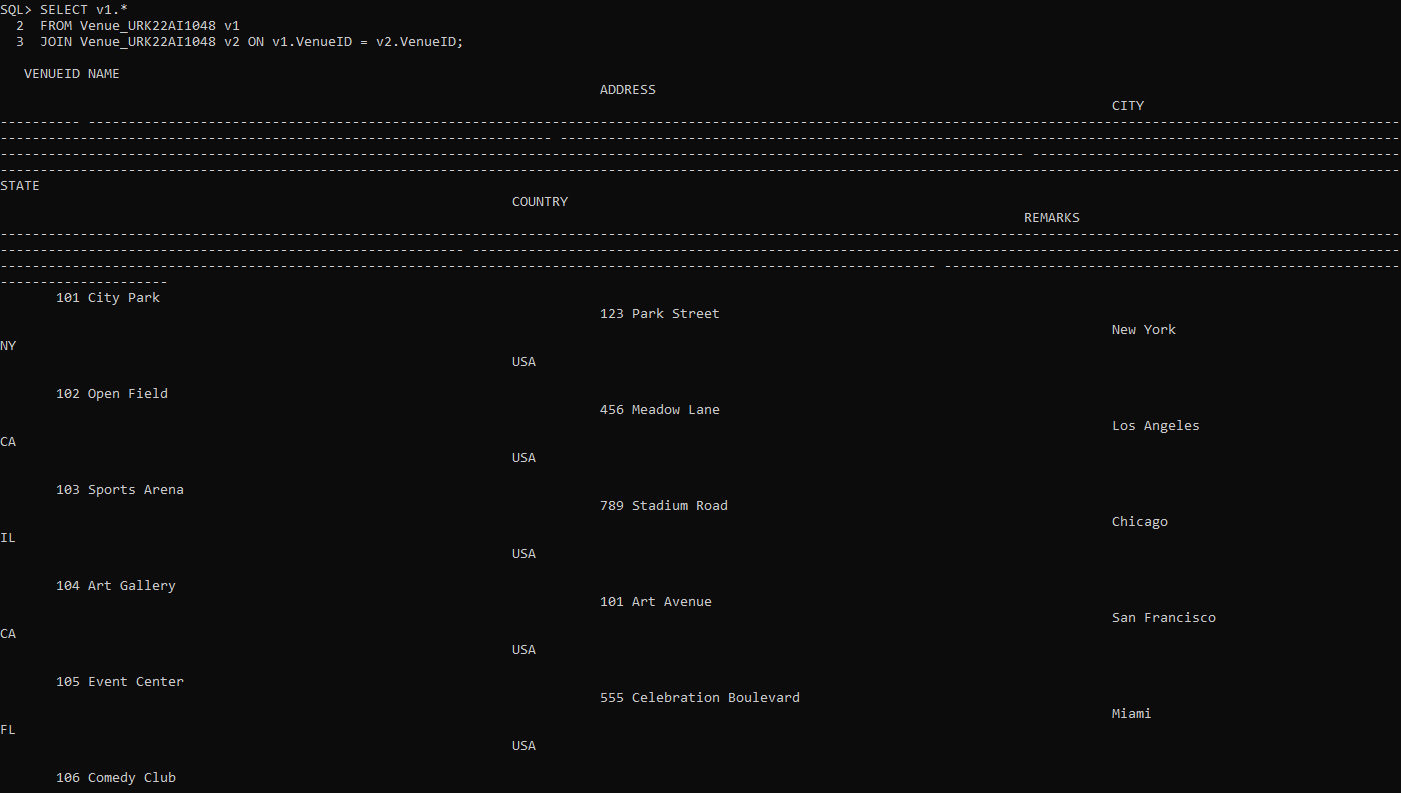 SQL> SELECT v1.*
2 FROM Venue_URK22AI1048 v1
3 JOIN Venue_URK22AI1048 v2 ON v1.VenueID = v2.VenueID;
VENUEID NAME
ADDRESS
CITY
STATE
COUNTRY
REMARKS
101 City Park
123 Park Street
New York
NY
USA
102 Open Field
456 Meadow Lane
Los Angeles
CA
USA
103 Sports Arena
789 Stadium Road
Chicago
IL
USA
104 Art Gallery
101 Art Avenue
San Francisco
CA
USA
105 Event Center
555 Celebration Boulevard
Miami
FL
USA
106 Comedy Club